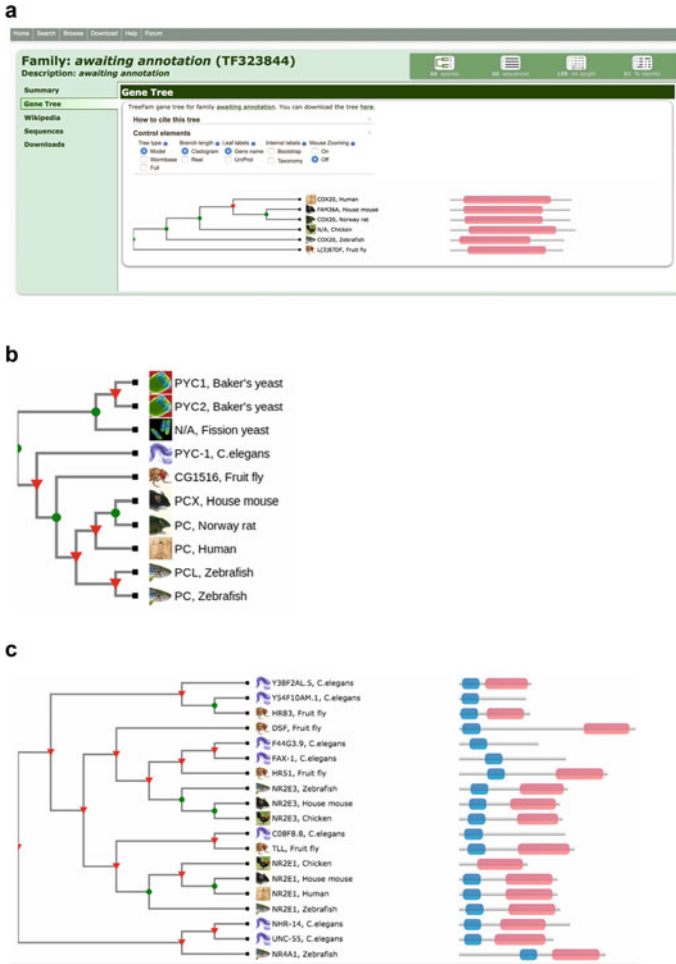 a
Home Search Browse Download Help Forum
Family: awaiting annotation (TF323844)
Description: awaiting annotation
Summary
Gene Tree
Wikipedia
Sequences
Downloads
Gene Tree
TreeFam gene tree for family awaiting annotation. You can download the tree here.
How to cite this tree
Control elements
Tree type Branch length Leaf labels Internal labels Mouse Zooming
Model Cladogram Gene name Bootstrap On
Wormbase Real UniProt Taxonomy Off
Full
COX20, Human
FAM36A, House mouse
COX20, Norway rat
N/A, Chicken
COX20, Zebrafish
L(3)87DF, Fruit fly
b
PYC1, Baker's yeast
PYC2, Baker's yeast
N/A, Fission yeast
PYC-1, C.elegans
CG1516, Fruit fly
PCX, House mouse
PC, Norway rat
PC, Human
PCL, Zebrafish
PC, Zebrafish
c
Y38F2AL.5, C.elegans
Y54F10AM.1, C.elegans
HR83, Fruit fly
DSF, Fruit fly
F44G3.9, C.elegans
FAX-1, C.elegans
HR51, Fruit fly
NR2E3, Zebrafish
NR2E3, House mouse
NR2E3, Chicken
C08F8.8, C.elegans
TLL, Fruit fly
NR2E1, Chicken
NR2E1, House mouse
NR2E1, Human
NR2E1, Zebrafish
NHR-14, C.elegans
UNC-55, C.elegans
NR4A1, Zebrafish